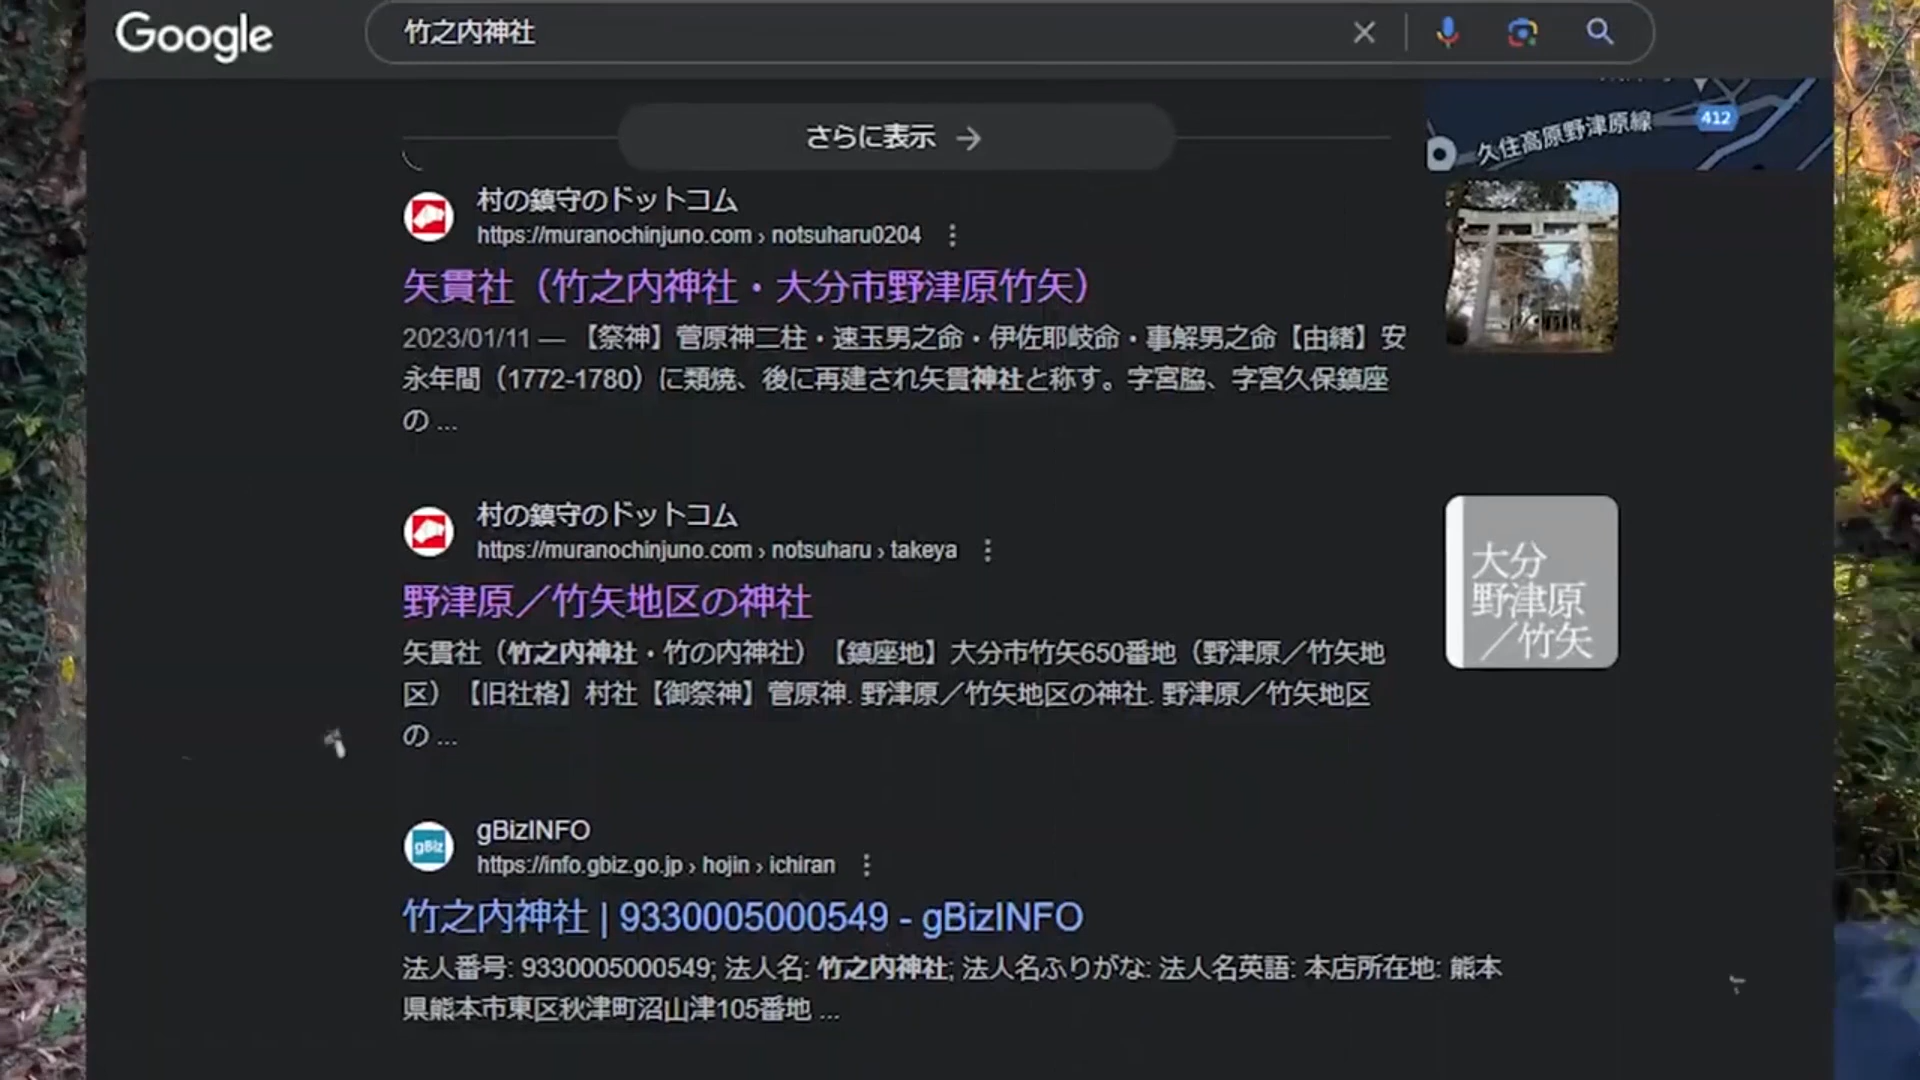 Google
竹之内神社
さらに表示 →
久住高原野津原線
412
村の鎮守のドットコム
https://muranochinjuno.com › notsuharu0204
矢貫社（竹之内神社・大分市野津原竹矢）
2023/01/11 — 【祭神】菅原神二柱・速玉男之命・伊佐耶岐命・事解男之命【由緒】安
永年間（1772-1780）に類焼、後に再建され矢貫神社と称す。字宮脇、字宮久保鎮座
の ...
村の鎮守のドットコム
https://muranochinjuno.com › notsuharu › takeya
野津原／竹矢地区の神社
矢貫社（竹之内神社・竹の内神社）【鎮座地】大分市竹矢650番地（野津原／竹矢地
区）【旧社格】村社【御祭神】菅原神. 野津原／竹矢地区の神社. 野津原／竹矢地区
の ...
大分
野津原
／竹矢
gBiz
gBizINFO
https://info.gbiz.go.jp › hojin › ichiran
竹之内神社 | 9330005000549 - gBizINFO
法人番号: 9330005000549; 法人名: 竹之内神社; 法人名ふりがな: 法人名英語: 本店所在地: 熊本
県熊本市東区秋津町沼山津105番地 ...